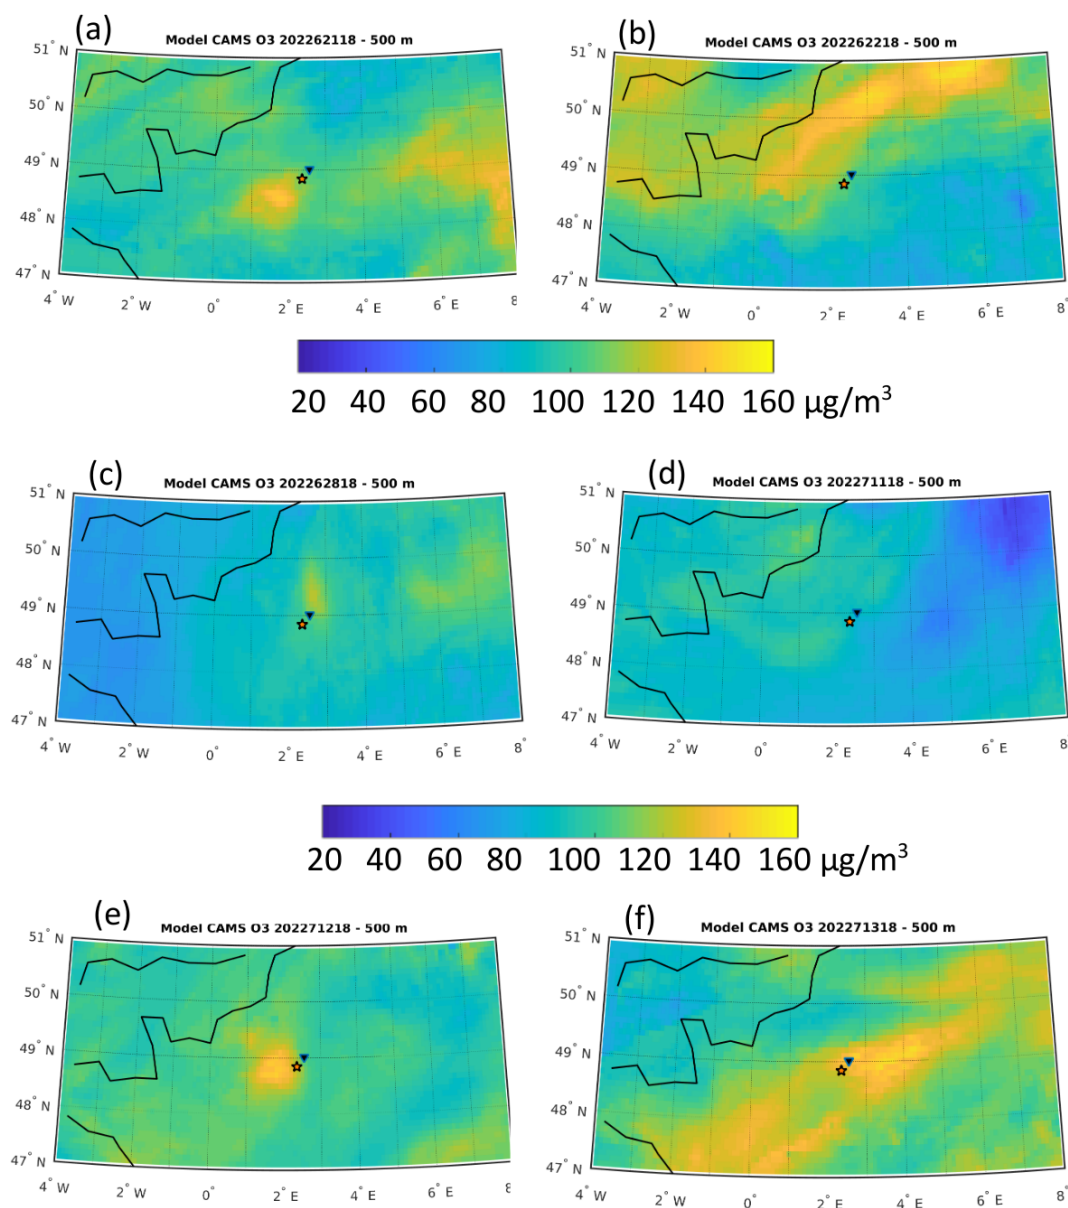 (a)
Model CAMS O3 202262118 - 500 m
51° N
50° N
49° N
48° N
47° N
4° W
2° W
0°
2° E
4° E
6° E
8
(b)
Model CAMS O3 202262218 - 500 m
51° N
50° N
49° N
48° N
47° N
4° W
2° W
0°
2° E
4° E
6° E
8°
20 40 60 80 100 120 140 160 µg/m³
(c)
Model CAMS O3 202262818 - 500 m
51° N
50° N
49° N
48° N
47° N
4° W
2° W
0°
2° E
4° E
6° E
8°
(d)
Model CAMS O3 202271118 - 500 m
51° N
50° N
49° N
48° N
47° N
4° W
2° W
0°
2° E
4° E
6° E
8°
20 40 60 80 100 120 140 160 µg/m³
(e)
Model CAMS O3 202271218 - 500 m
51° N
50° N
49° N
48° N
47° N
4° W
2° W
0°
2° E
4° E
6° E
8
(f)
Model CAMS O3 202271318 - 500 m
51° N
50° N
49° N
48° N
47° N
4° W
2° W
0°
2° E
4° E
6° E
8°